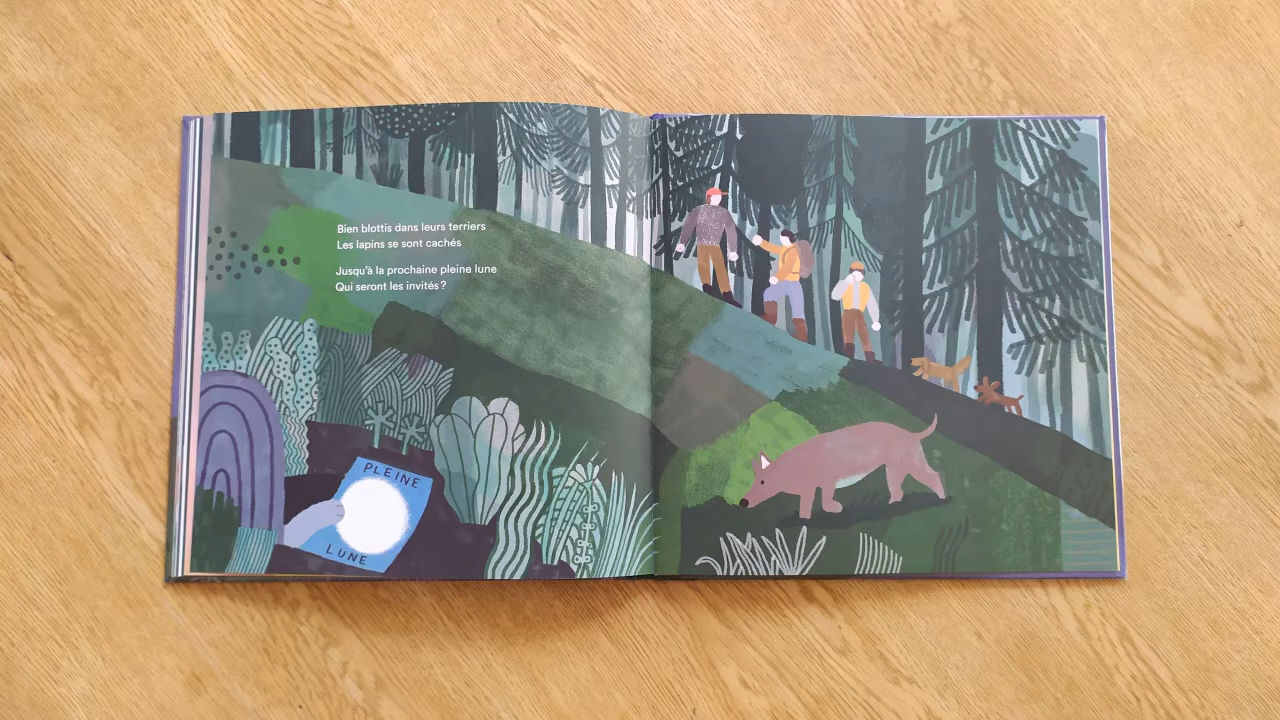 Bien blottis dans leurs terriers
Les lapins se sont cachés
Jusqu'à la prochaine pleine lune
Qui seront les invités ?
PLEINE
LUNE